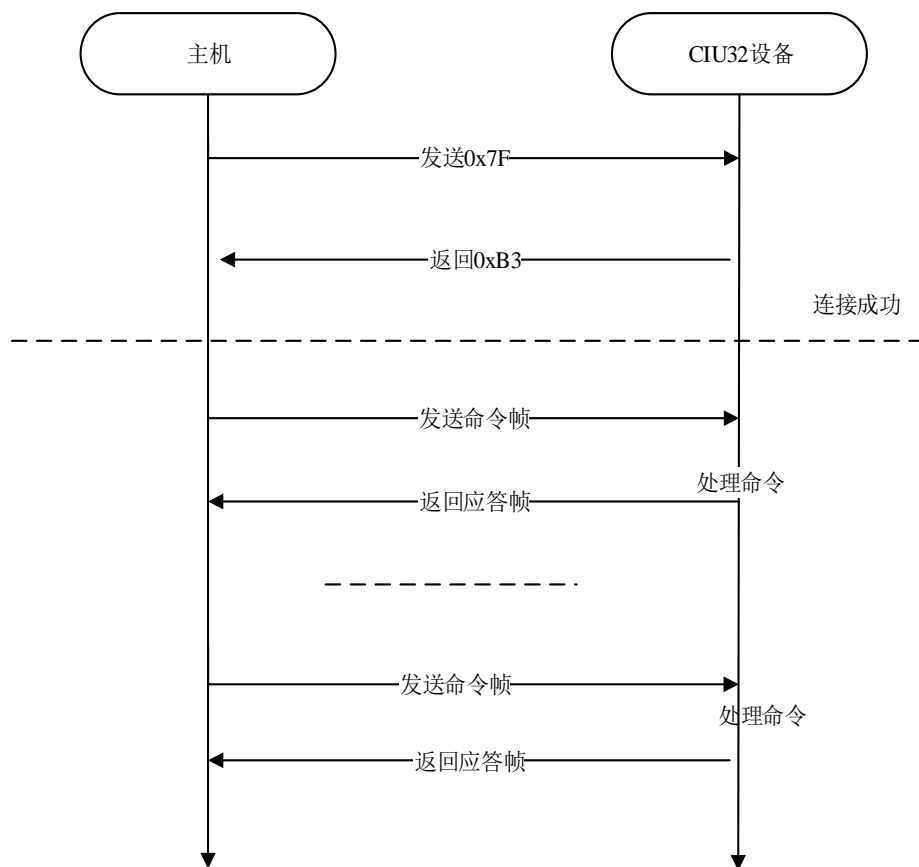 主机
CIU32设备
发送0x7F
返回0xB3
连接成功
发送命令帧
处理命令
返回应答帧
发送命令帧
处理命令
返回应答帧